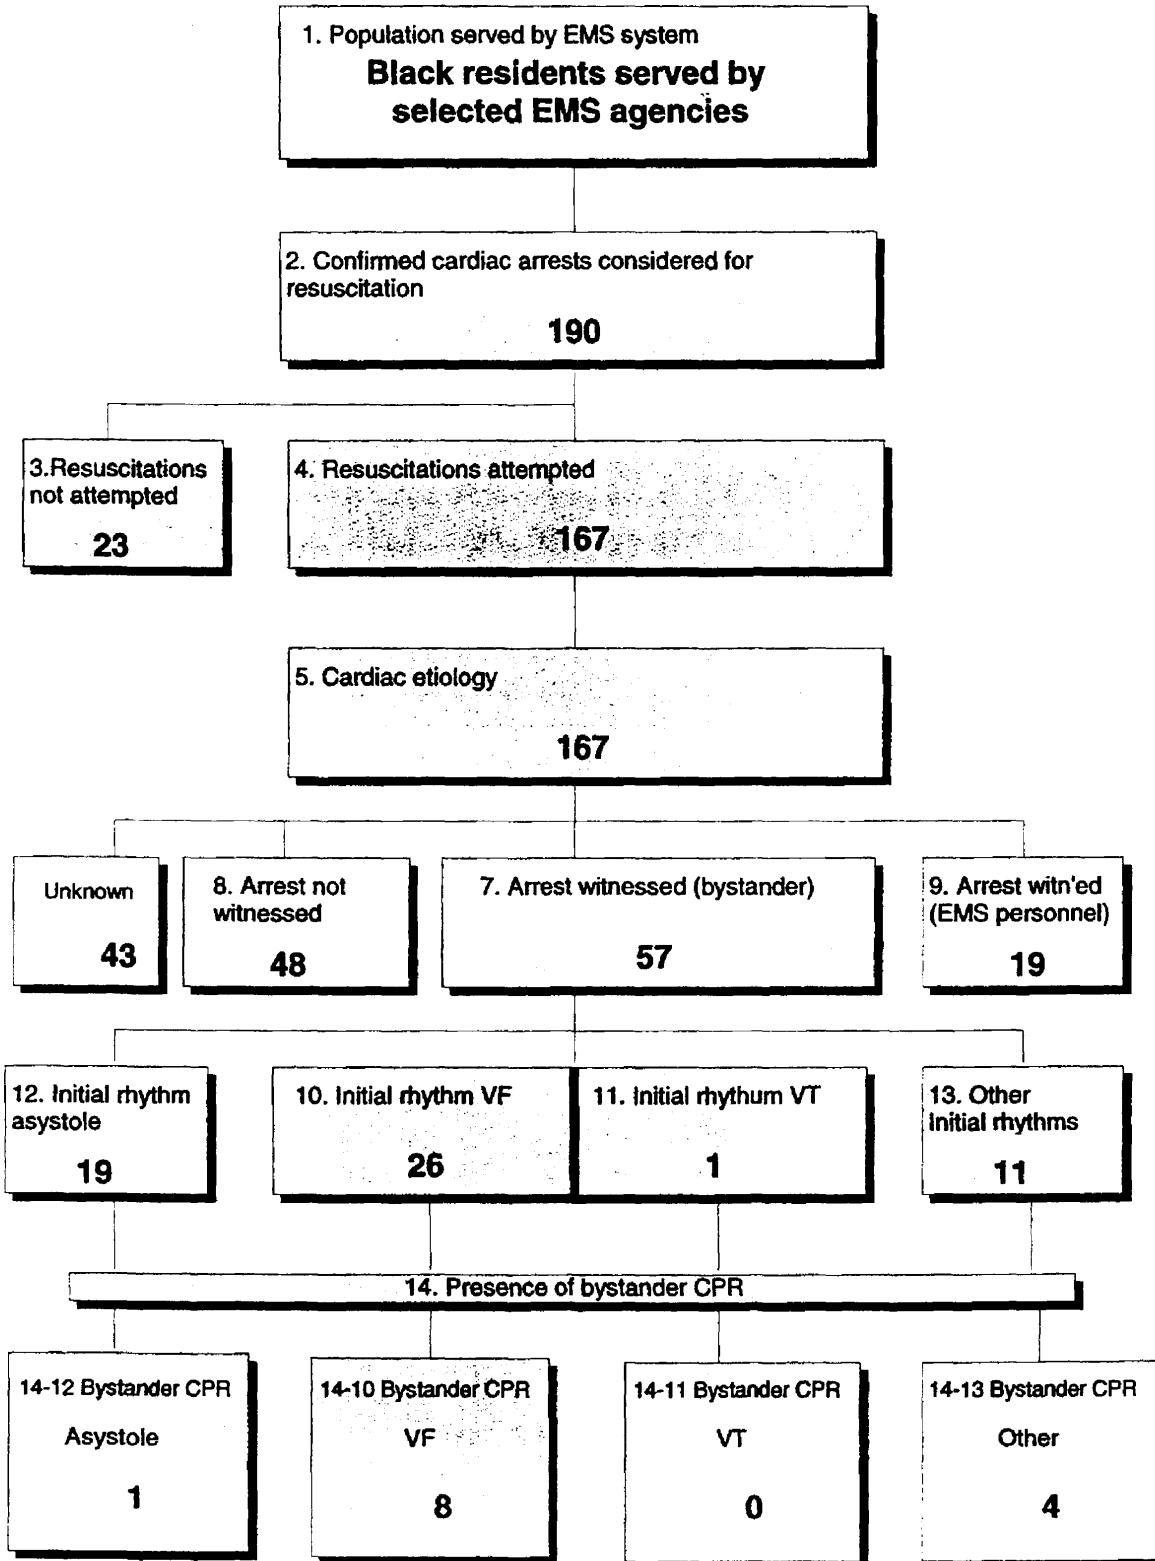 1. Population served by EMS system
Black residents served by
selected EMS agencies
2. Confirmed cardiac arrests considered for
resuscitation
190
3.Resuscitations
not attempted
23
4. Resuscitations attempted
167
5. Cardiac etiology
167
Unknown
43
8. Arrest not
witnessed
48
7. Arrest witnessed (bystander)
57
9. Arrest witn'ed
(EMS personnel)
19
12. Initial rhythm
asystole
19
10. Initial rhythm VF
26
11. Initial rhythum VT
1
13. Other
Initial rhythms
11
14. Presence of bystander CPR
14-12 Bystander CPR
Asystole
1
14-10 Bystander CPR
VF
8
14-11 Bystander CPR
VT
0
14-13 Bystander CPR
Other
4